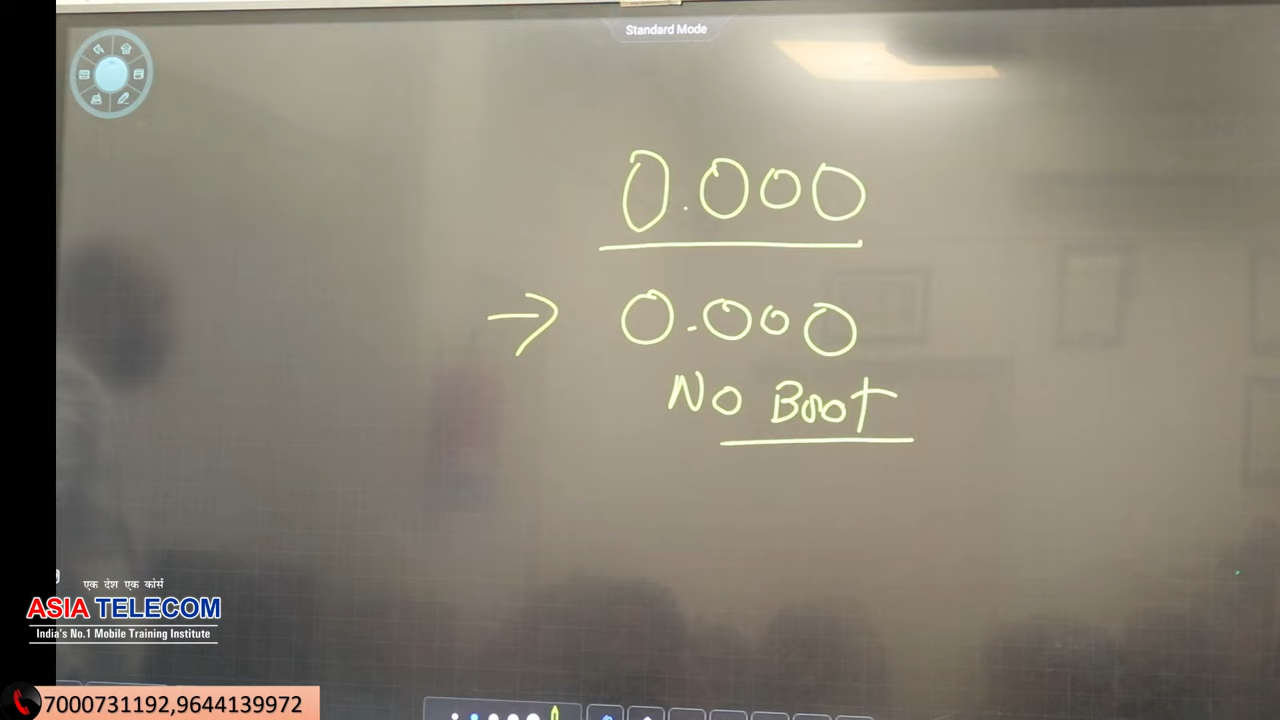 Standard Mode
0.000
→ 0.000
No Boot
एक देश एक कोर्स
ASIA TELECOM
India's No.1 Mobile Training Institute
7000731192,9644139972